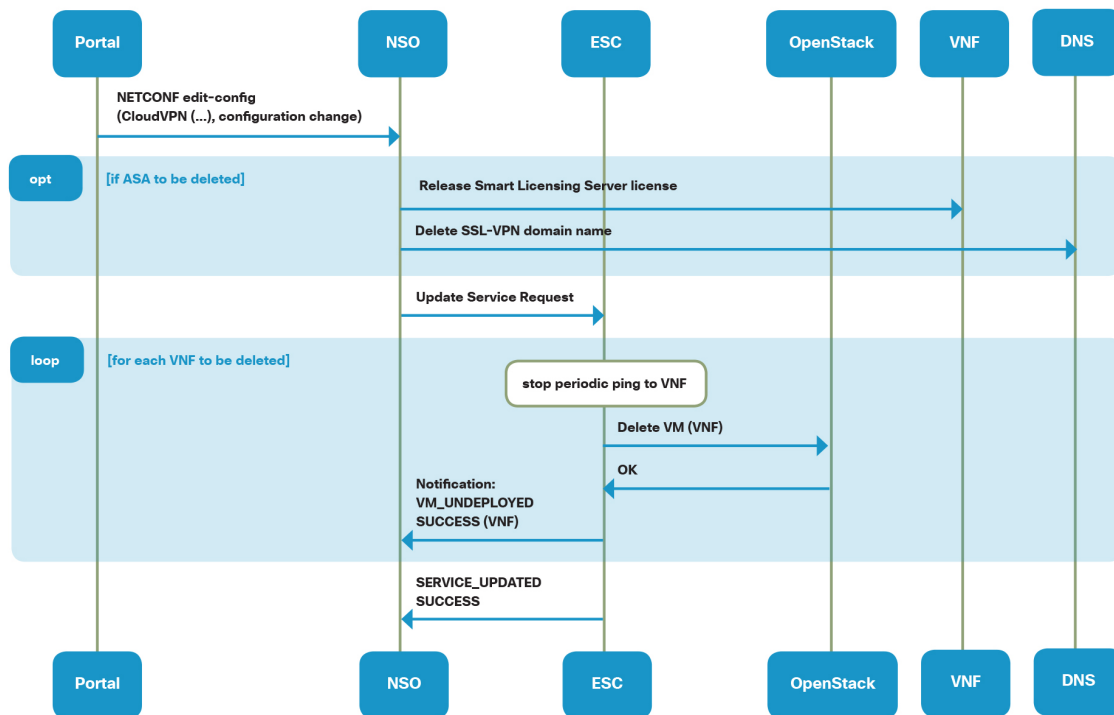 Portal
NSO
ESC
OpenStack
VNF
DNS
NETCONF edit-config
(CloudVPN (...), configuration change)
opt
[if ASA to be deleted]
Release Smart Licensing Server license
Delete SSL-VPN domain name
Update Service Request
loop
[for each VNF to be deleted]
stop periodic ping to VNF
Delete VM (VNF)
OK
Notification:
VM_UNDEPLOYED
SUCCESS (VNF)
SERVICE_UPDATED
SUCCESS
Portal
NSO
ESC
OpenStack
VNF
DNS